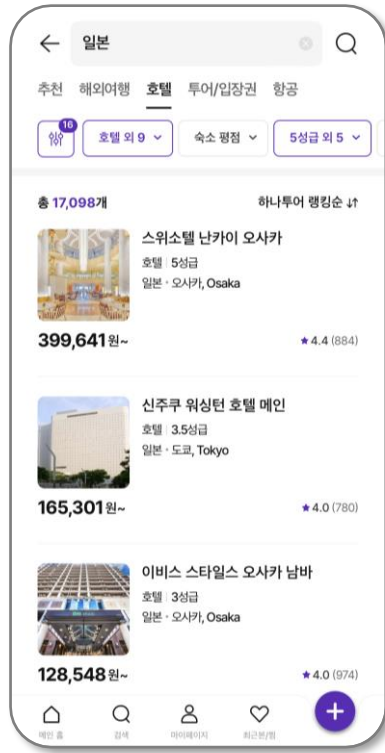 일본
추천 해외여행 호텔 투어/입장권 항공
16
호텔 외 9 숙소 평점 5성급 외 5
총 17,098개 하나투어 랭킹순
스위소텔 난카이 오사카
호텔 5성급
일본 · 오사카, Osaka
399,641원~ ★4.4 (884)
신주쿠 워싱턴 호텔 메인
호텔 3.5성급
일본 · 도쿄, Tokyo
165,301원~ ★4.0 (780)
이비스 스타일스 오사카 남바
호텔 3성급
일본 · 오사카, Osaka
128,548원~ ★4.0 (974)
메인 홈 검색 마이페이지 최근본/찜